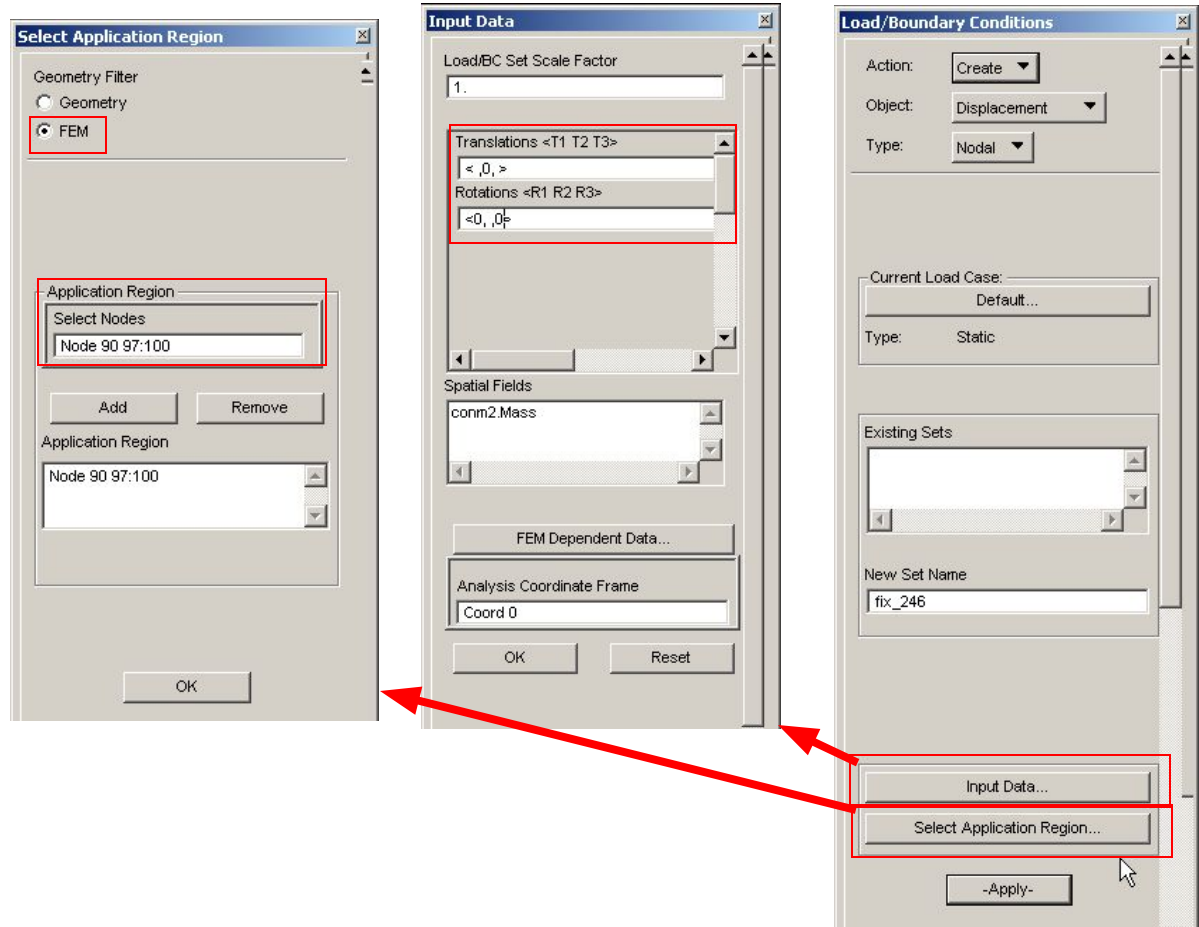 Select Application Region
Geometry Filter
Geometry
FEM
Application Region
Select Nodes
Node 90 97:100
Add Remove
Application Region
Node 90 97:100
OK
Input Data
Load/BC Set Scale Factor
1.
Translations <T1 T2 T3>
< ,0, >
Rotations <R1 R2 R3>
<0, ,0>
Spatial Fields
conm2.Mass
FEM Dependent Data...
Analysis Coordinate Frame
Coord 0
OK Reset
Load/Boundary Conditions
Action: Create
Object: Displacement
Type: Nodal
Current Load Case:
Default...
Type: Static
Existing Sets
New Set Name
fix_246
Input Data...
Select Application Region...
-Apply-